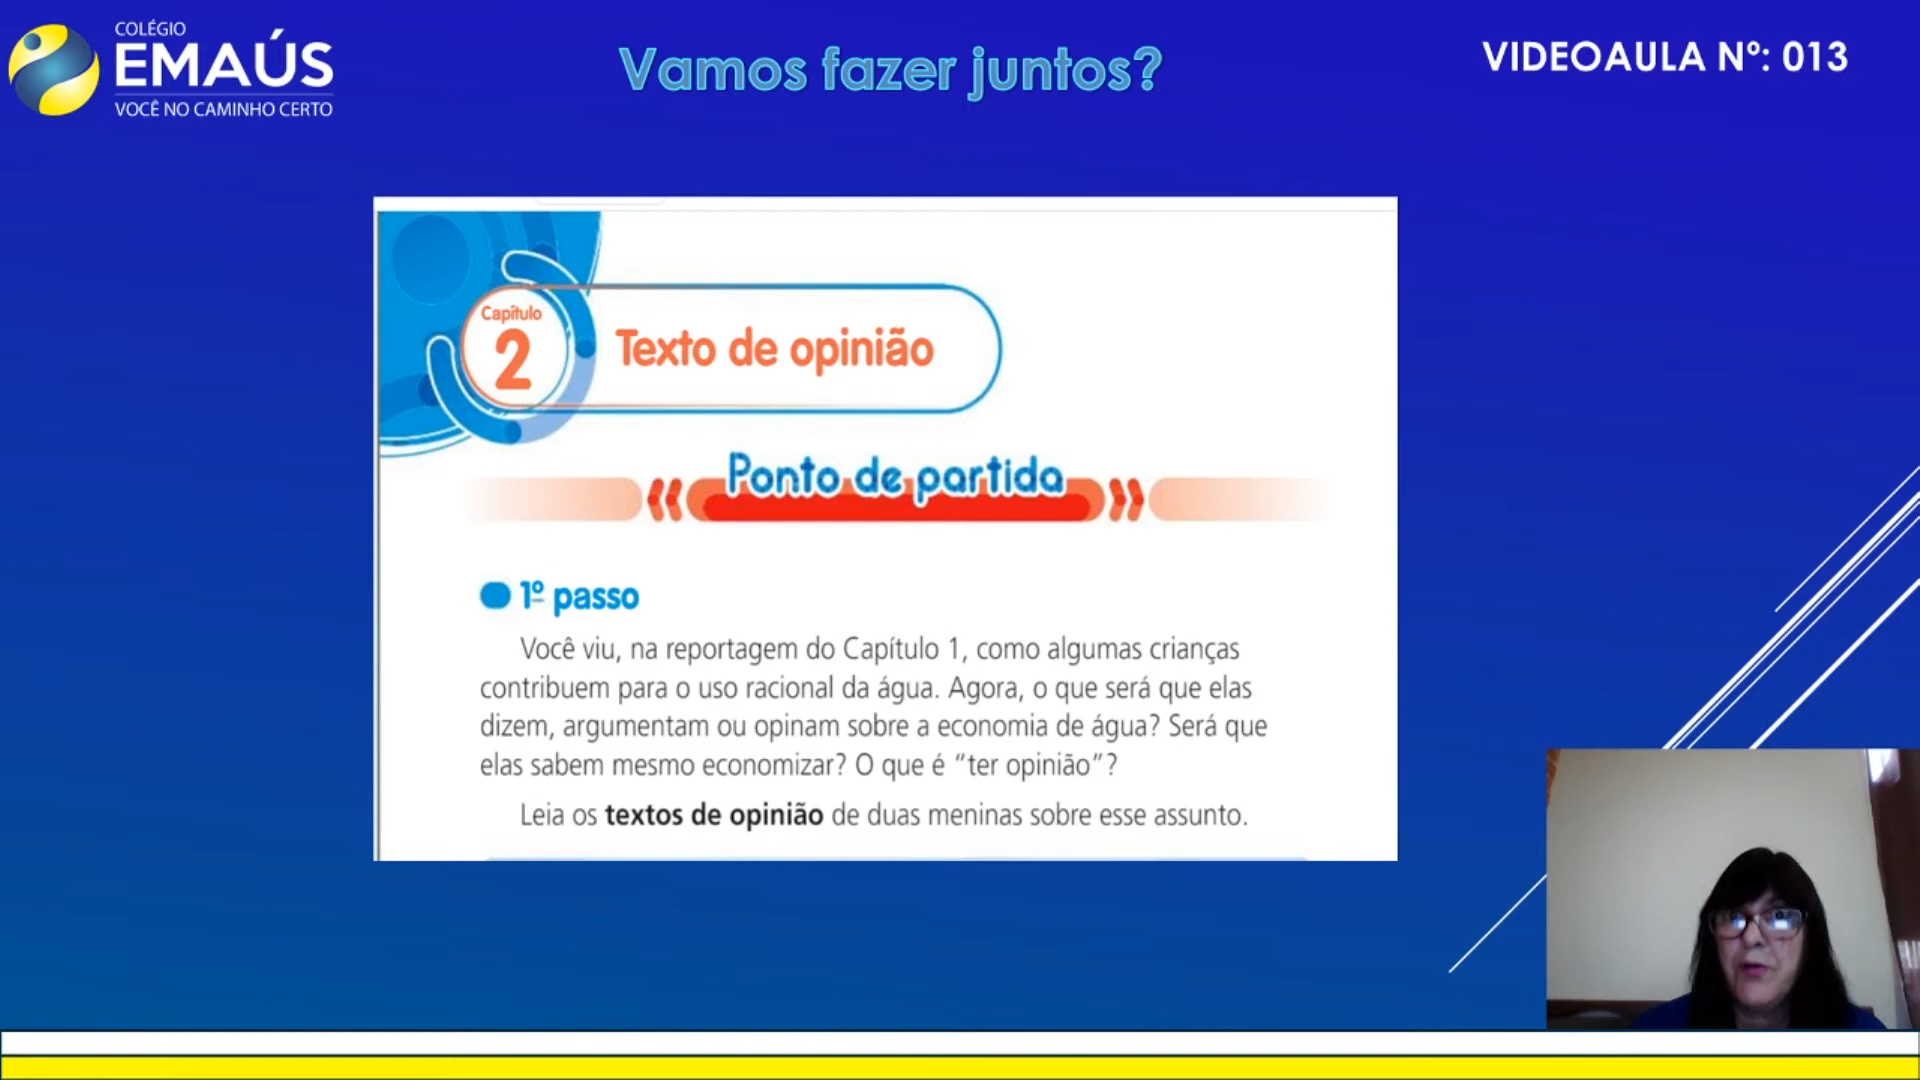 COLÉGIO
EMAÚS
VOCÊ NO CAMINHO CERTO
Vamos fazer juntos?
VIDEOAULA Nº: 013
Capítulo
2
Texto de opinião
Ponto de partida
1º passo
Você viu, na reportagem do Capítulo 1, como algumas crianças
contribuem para o uso racional da água. Agora, o que será que elas
dizem, argumentam ou opinam sobre a economia de água? Será que
elas sabem mesmo economizar? O que é “ter opinião”?
Leia os textos de opinião de duas meninas sobre esse assunto.